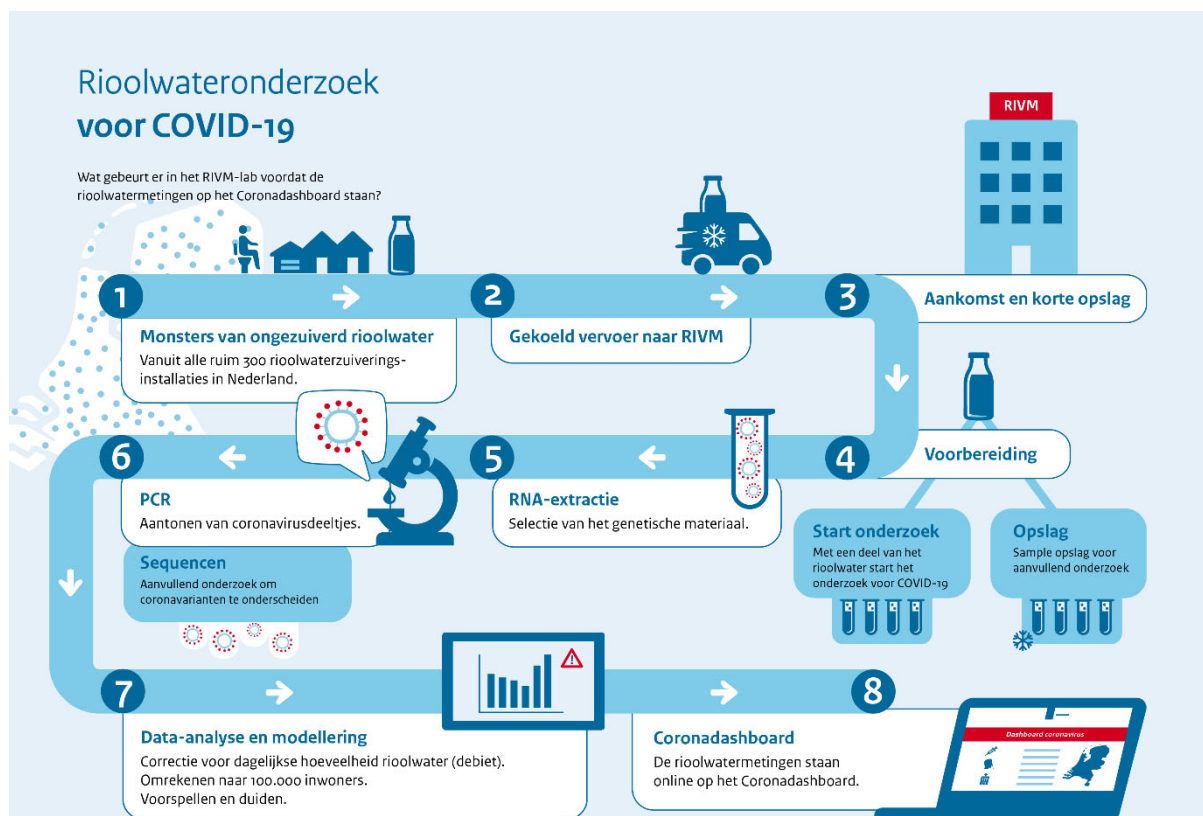 Rioolwateronderzoek
voor COVID-19
Wat gebeurt er in het RIVM-lab voordat de
rioolwatermetingen op het Coronadashboard staan?
RIVM
1
Monsters van ongezuiverd rioolwater
Vanuit alle ruim 300 rioolwaterzuiverings-
installaties in Nederland.
2
Gekoeld vervoer naar RIVM
3
Aankomst en korte opslag
4
Voorbereiding
Start onderzoek
Met een deel van het
rioolwater start het
onderzoek voor COVID-19
Opslag
Sample opslag voor
aanvullend onderzoek
5
RNA-extractie
Selectie van het genetische materiaal.
6
PCR
Aantonen van coronavirusdeeltjes.
Sequencen
Aanvullend onderzoek om
coronavarianten te onderscheiden
7
Data-analyse en modellering
Correctie voor dagelijkse hoeveelheid rioolwater (debiet).
Omrekenen naar 100.000 inwoners.
Voorspellen en duiden.
8
Coronadashboard
De rioolwatermetingen staan
online op het Coronadashboard.
Dashboard coronavirus